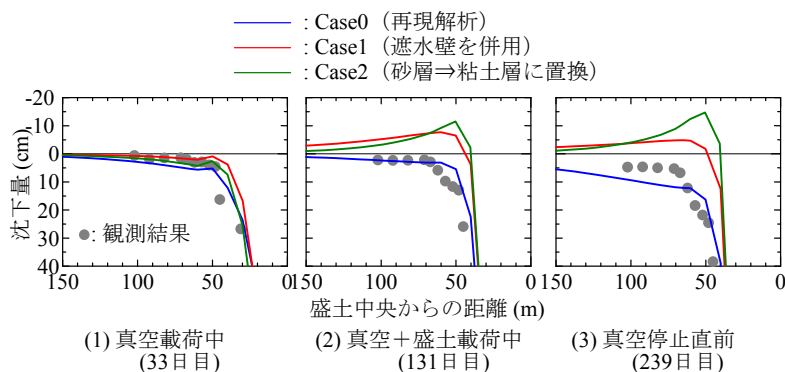 : Case0（再現解析）
: Case1（遮水壁を併用）
: Case2（砂層⇒粘土層に置換）
沈下量 (cm)
-20
-10
0
10
20
30
40
●: 観測結果
150 100 50 0
150 100 50 0
150 100 50 0
盛土中央からの距離 (m)
(1) 真空載荷中
(33日目)
(2) 真空＋盛土載荷中
(131日目)
(3) 真空停止直前
(239日目)